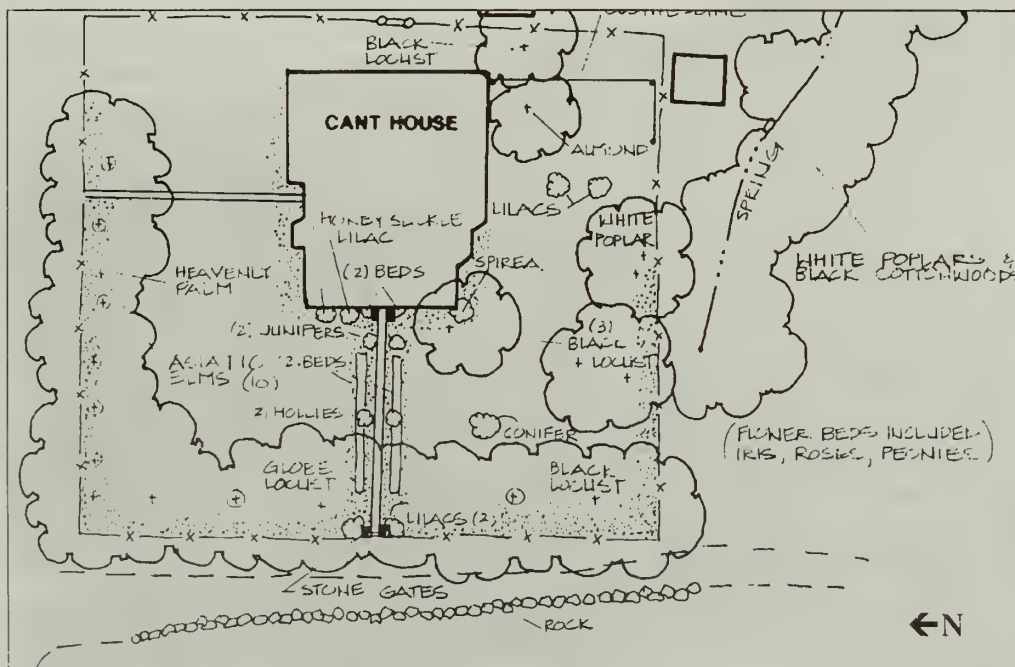 BLACK
LOCUST
CANT HOUSE
ALMOND
SPRING
LILACS
HONEYSUCKLE
LILAC
WHITE
POPLAR
(2) BEDS
SPIREA
WHITE POPLARS &
BLACK COTTONWOODS
HEAVENLY
PALM
(2) JUNIPERS
(3)
BLACK
LOCUST
ASIATIC
ELMS (10)
2 BEDS
2 HOLLIES
CONIFER
(FLOWER BEDS INCLUDED
IRIS, ROSES, PEONIES)
GLOBE
LOCUST
BLACK
LOCUST
LILACS (2)
STONE GATES
ROCK
←N